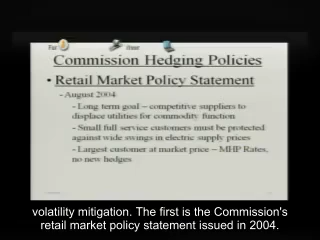 Commission Hedging Policies
• Retail Market Policy Statement
- August 2004
- Long term goal – competitive suppliers to
displace utilities for commodity function
- Small full service customers must be protected
against wide swings in electric supply prices
- Largest customer at market price – MHP Rates,
no new hedges
volatility mitigation. The first is the Commission's
retail market policy statement issued in 2004.